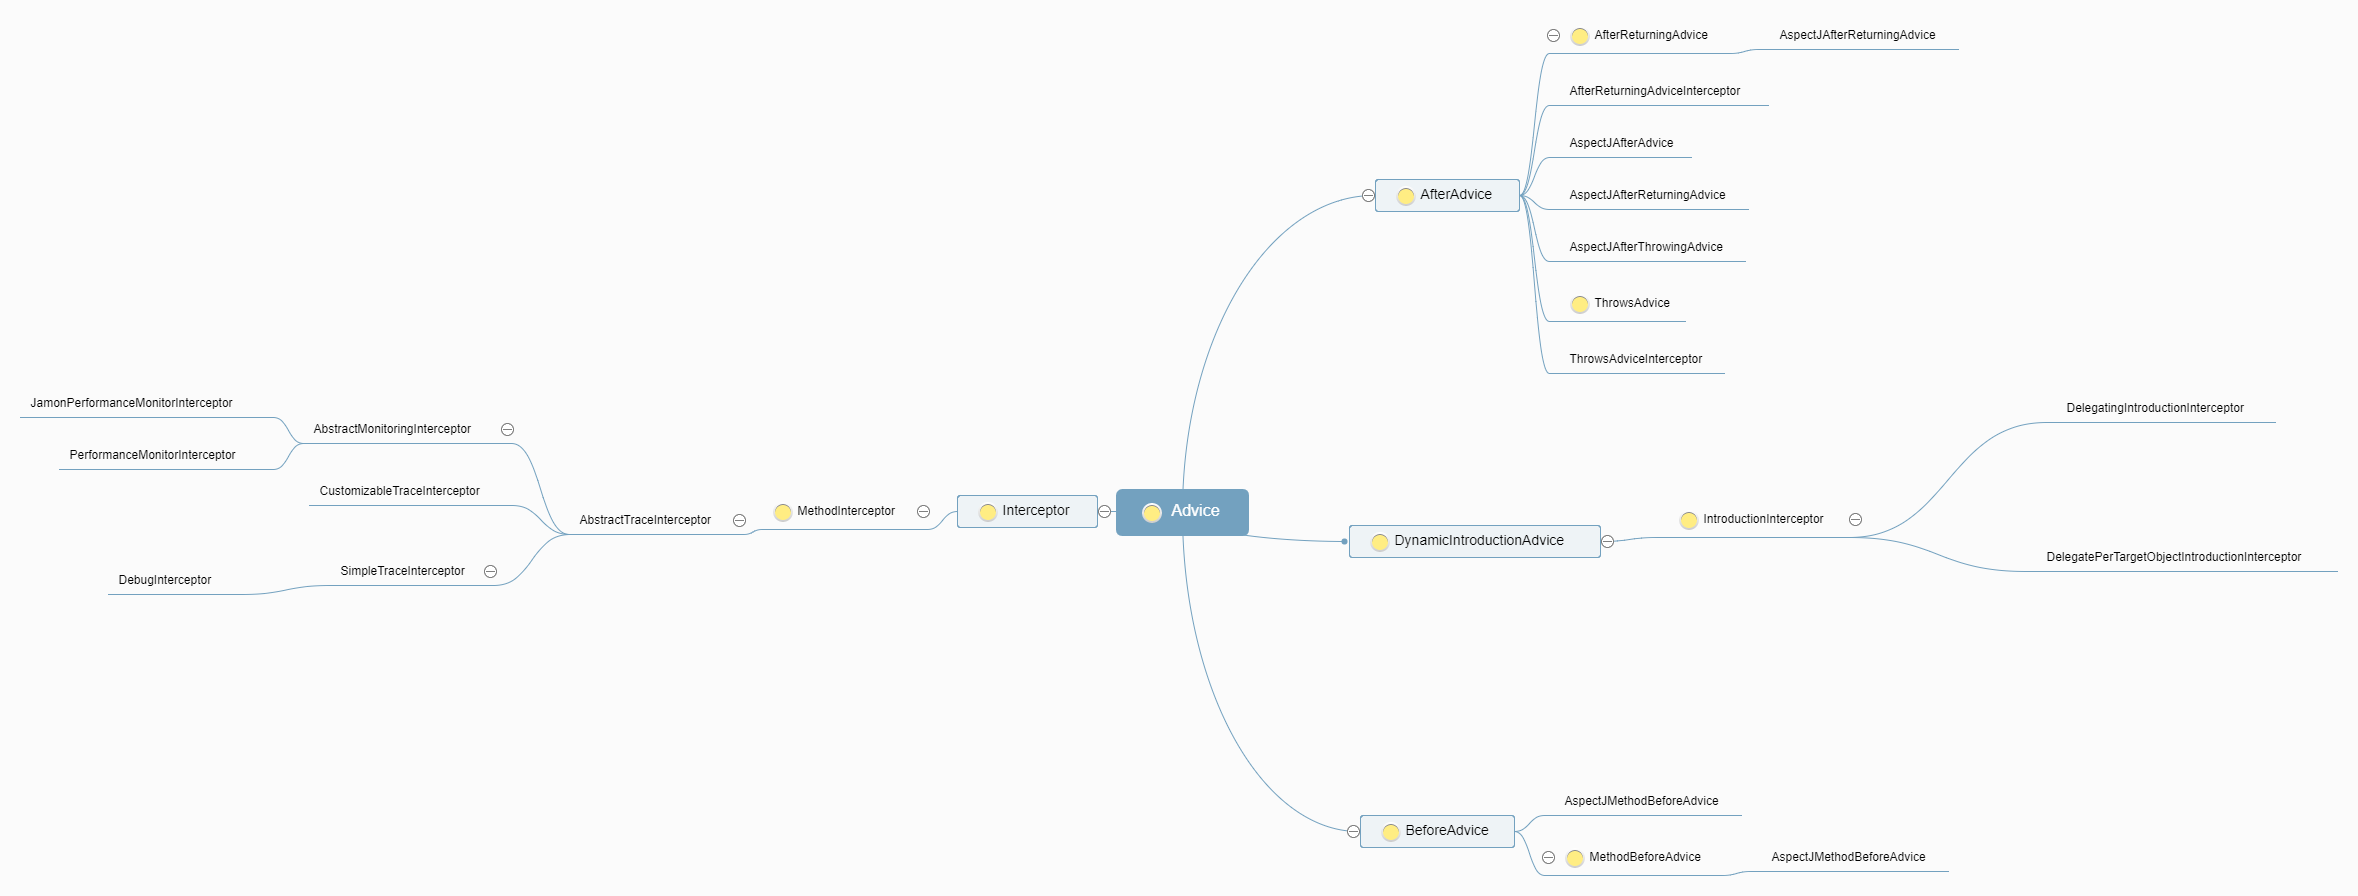 Advice
AfterAdvice
AfterReturningAdvice
AspectJAfterReturningAdvice
AfterReturningAdviceInterceptor
AspectJAfterAdvice
AspectJAfterReturningAdvice
AspectJAfterThrowingAdvice
ThrowsAdvice
ThrowsAdviceInterceptor
DynamicIntroductionAdvice
IntroductionInterceptor
DelegatingIntroductionInterceptor
DelegatePerTargetObjectIntroductionInterceptor
BeforeAdvice
AspectJMethodBeforeAdvice
MethodBeforeAdvice
AspectJMethodBeforeAdvice
Interceptor
MethodInterceptor
AbstractTraceInterceptor
AbstractMonitoringInterceptor
JamonPerformanceMonitorInterceptor
PerformanceMonitorInterceptor
CustomizableTraceInterceptor
SimpleTraceInterceptor
DebugInterceptor